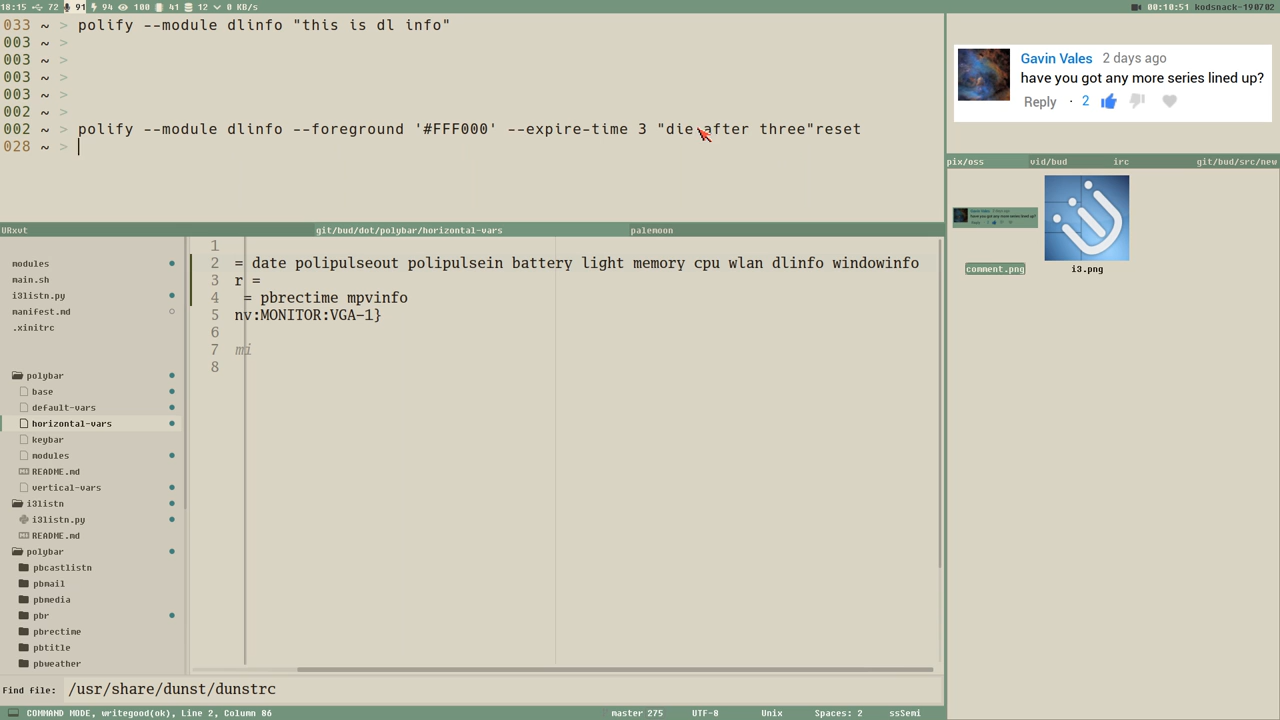 18:15 72 91 94 100 41 12 0 KB/s 00:10:51 kodsnack-190702
033 ~ > polify --module dlinfo "this is dl info"
003 ~ >
003 ~ >
003 ~ >
003 ~ >
002 ~ >
002 ~ > polify --module dlinfo --foreground '#FFF000' --expire-time 3 "die after three"reset
028 ~ >
Gavin Vales 2 days ago
have you got any more series lined up?
Reply · 2
pix/oss vid/bud irc git/bud/src/new
comment.png i3.png
URxvt git/bud/dot/polybar/horizontal-vars palemoon
modules
main.sh
i3listn.py
manifest.md
.xinitrc
polybar
base
default-vars
horizontal-vars
keybar
modules
README.md
vertical-vars
i3listn
i3listn.py
README.md
polybar
pbcastlistn
pbmail
pbmedia
pbr
pbrectime
pbtitle
pbweather
1
2 = date polipulseout polipulsein battery light memory cpu wlan dlinfo windowinfo
3 r =
4 = pbrectime mpvinfo
5 nv:MONITOR:VGA-1}
6
7 mi
8
Find file: /usr/share/dunst/dunstrc
COMMAND MODE, writegood(ok), Line 2, Column 86 master 275 UTF-8 Unix Spaces: 2 ssSemi